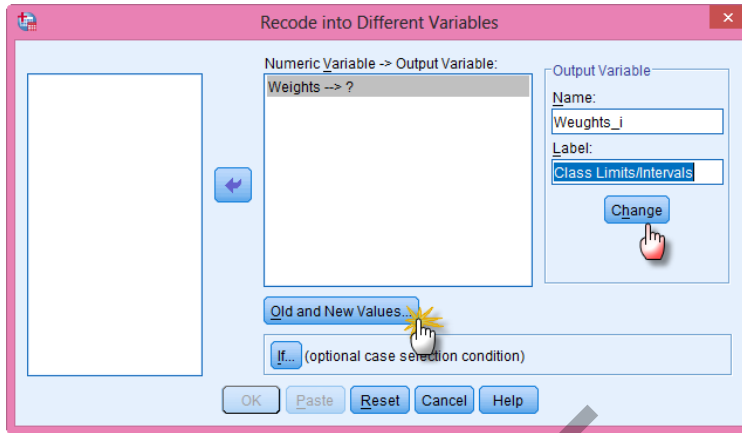 Recode into Different Variables
Numeric Variable -> Output Variable:
Weights --> ?
Output Variable
Name:
Weughts_i
Label:
Class Limits/Intervals
Change
Old and New Values...
If... (optional case selection condition)
OK Paste Reset Cancel Help